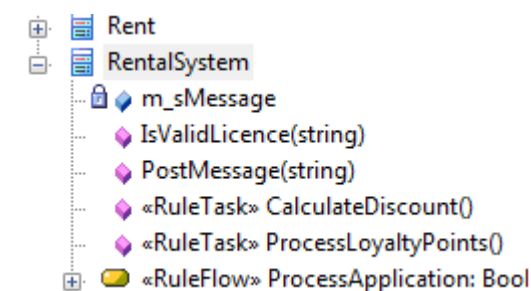 Rent
RentalSystem
m_sMessage
IsValidLicence(string)
PostMessage(string)
«RuleTask» CalculateDiscount()
«RuleTask» ProcessLoyaltyPoints()
«RuleFlow» ProcessApplication: Bool